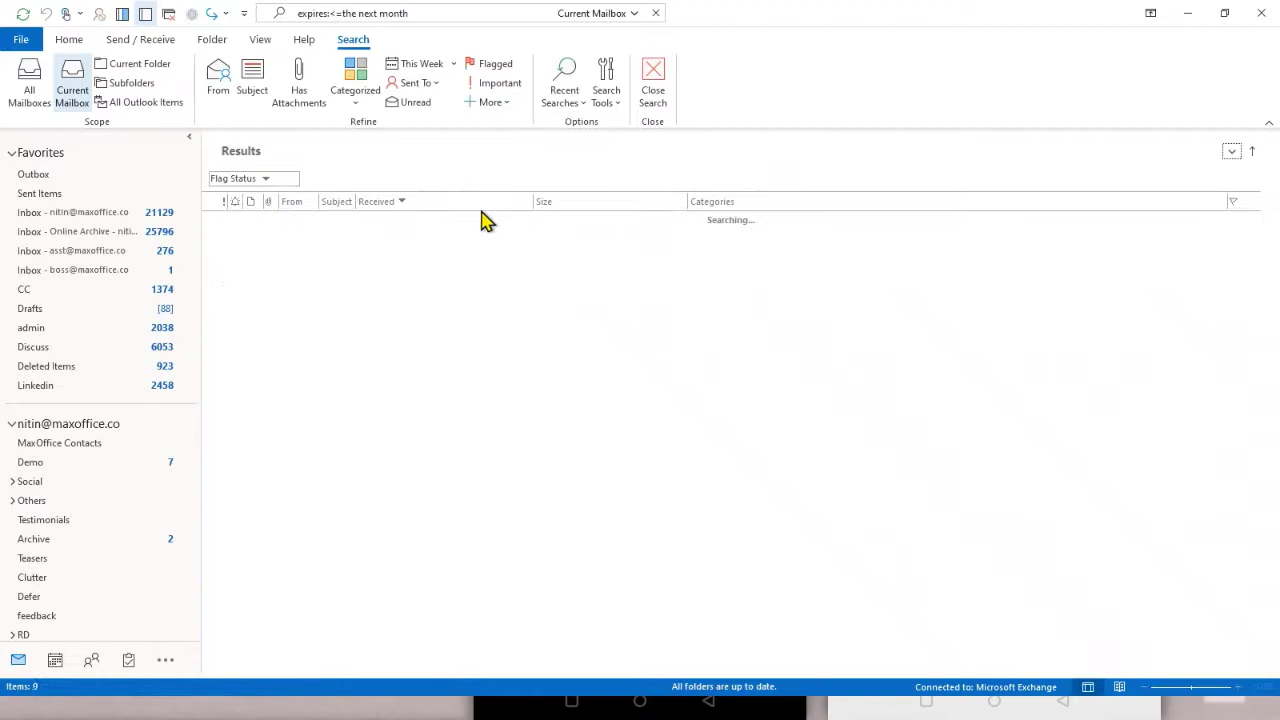 expires:<=the next month Current Mailbox
File Home Send / Receive Folder View Help Search
All Mailboxes
Current Mailbox
Current Folder
Subfolders
All Outlook Items
Scope
From
Subject
Has Attachments
Categorized
This Week
Sent To
Unread
Flagged
Important
More
Refine
Recent Searches
Search Tools
Options
Close Search
Close
Favorites
Outbox
Sent Items
Inbox - nitin@maxoffice.co 21129
Inbox - Online Archive - niti... 25796
Inbox - asst@maxoffice.co 276
Inbox - boss@maxoffice.co 1
CC 1374
Drafts [88]
admin 2038
Discuss 6053
Deleted Items 923
Linkedin 2458
nitin@maxoffice.co
MaxOffice Contacts
Demo 7
Social
Others
Testimonials
Archive 2
Teasers
Clutter
Defer
feedback
RD
Results
Flag Status
! From Subject Received Size Categories
Searching...
Items: 9 All folders are up to date. Connected to: Microsoft Exchange